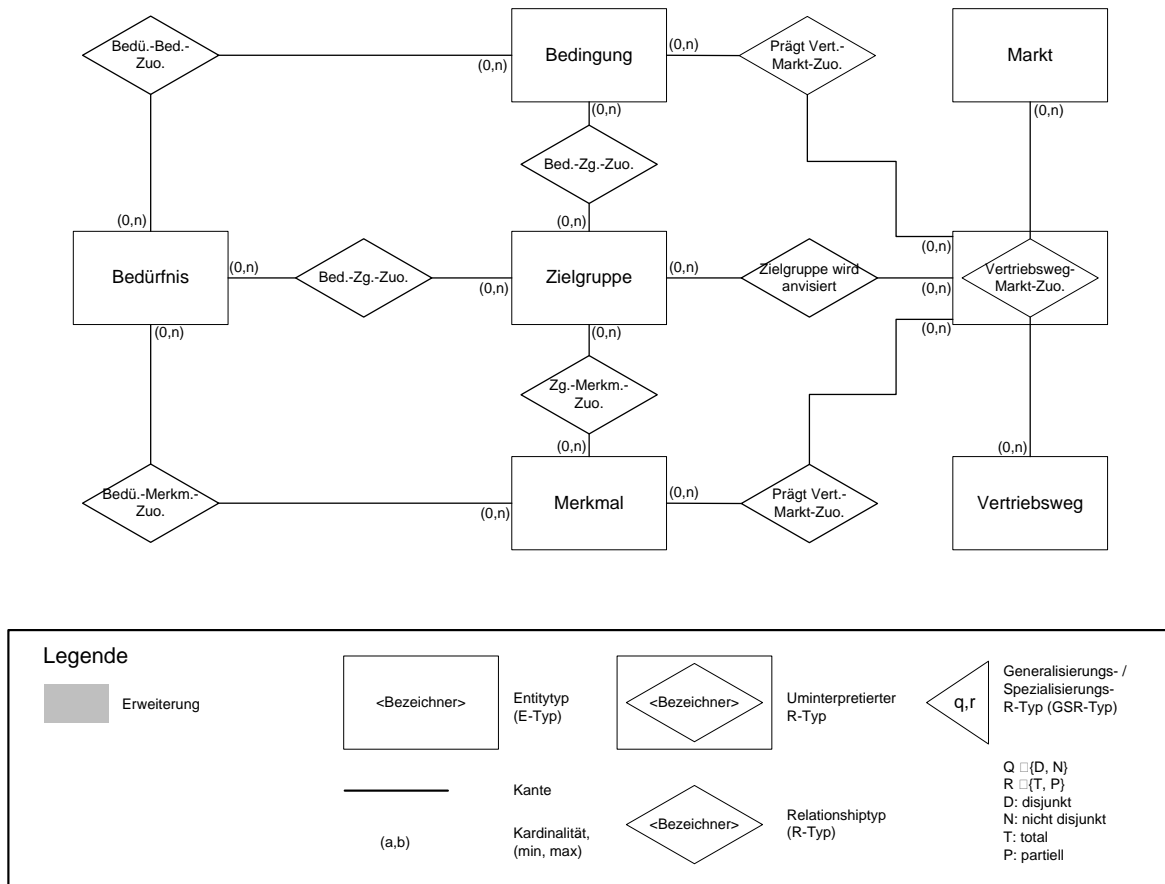 Bedü.-Bed.-
Zuo.
(0,n)
Bedingung
(0,n)
Prägt Vert.-
Markt-Zuo.
Markt
(0,n)
(0,n)
Bed.-Zg.-Zuo.
(0,n)
(0,n)
(0,n)
Bedürfnis
(0,n)
Bed.-Zg.-Zuo.
(0,n)
Zielgruppe
(0,n)
Zielgruppe wird
anvisiert
(0,n)
Vertriebsweg-
Markt-Zuo.
(0,n)
(0,n)
(0,n)
Zg.-Merkm.-
Zuo.
(0,n)
(0,n)
Bedü.-Merkm.-
Zuo.
(0,n)
Merkmal
(0,n)
Prägt Vert.-
Markt-Zuo.
Vertriebsweg
Legende
Erweiterung
<Bezeichner>
Entitytyp
(E-Typ)
<Bezeichner>
Uminterpretierter
R-Typ
q,r
Generalisierungs- /
Spezialisierungs-
R-Typ (GSR-Typ)
Kante
(a,b)
Kardinalität,
(min, max)
<Bezeichner>
Relationshiptyp
(R-Typ)
Q □{D, N}
R □{T, P}
D: disjunkt
N: nicht disjunkt
T: total
P: partiell